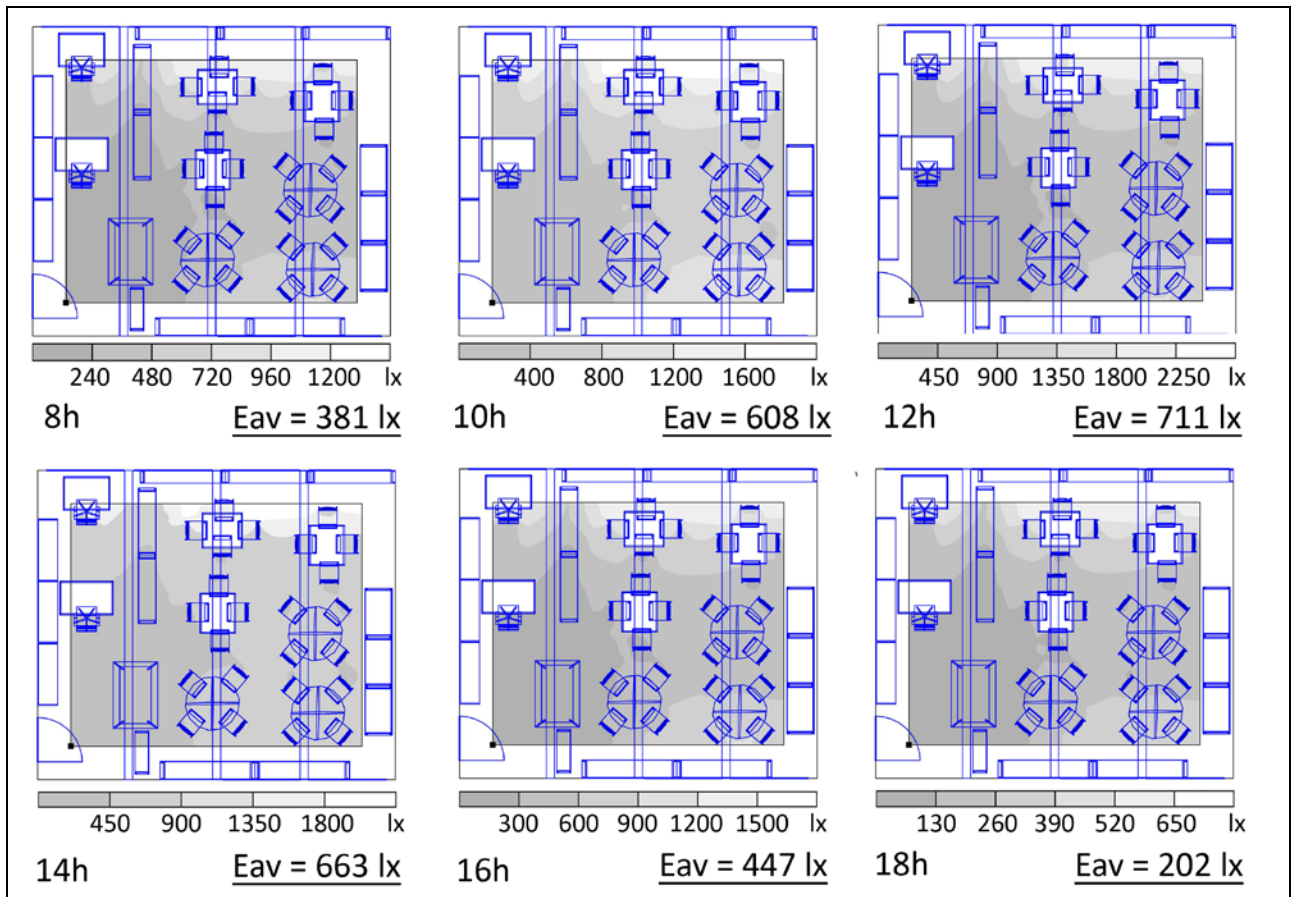 240 480 720 960 1200 lx
8h Eav = 381 lx
400 800 1200 1600 lx
10h Eav = 608 lx
450 900 1350 1800 2250 lx
12h Eav = 711 lx
450 900 1350 1800 lx
14h Eav = 663 lx
300 600 900 1200 1500 lx
16h Eav = 447 lx
130 260 390 520 650 lx
18h Eav = 202 lx